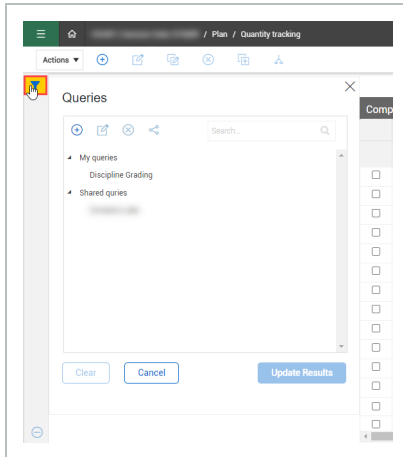 / Plan / Quantity tracking
Actions ▼
Queries
Comp
Search...
My queries
Discipline Grading
Shared quries
Clear
Cancel
Update Results